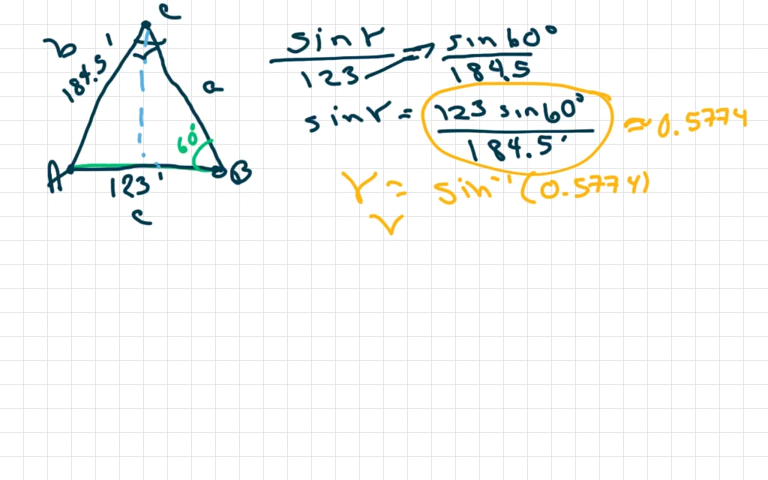 C
b
184.5'
a
60°
A
B
123'
c
sin γ / 123 = sin 60° / 184.5
sin γ = 123 sin 60° / 184.5' ≈ 0.5774
γ = sin⁻¹(0.5774)